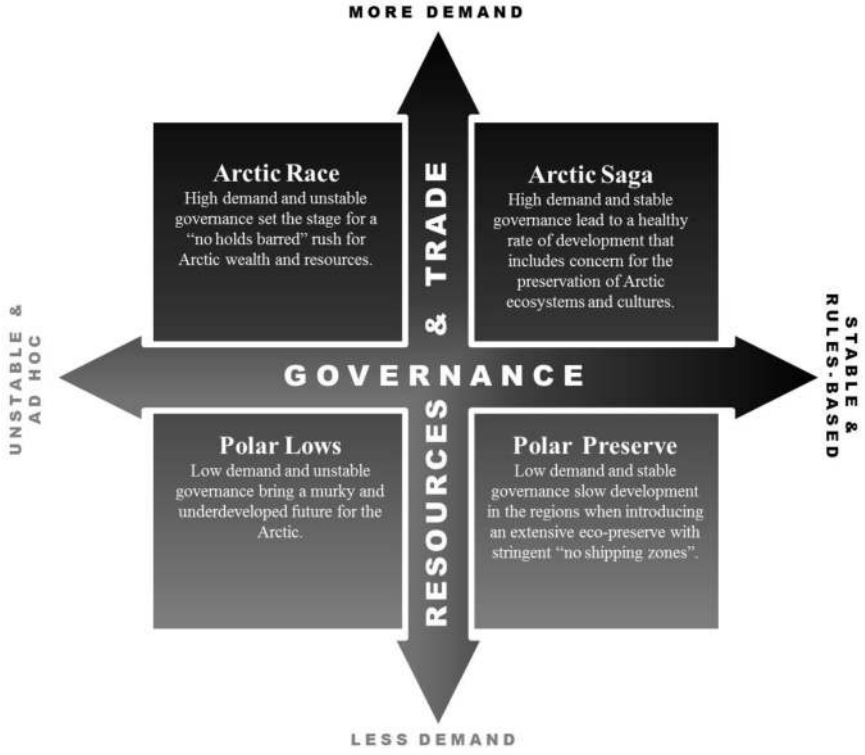 MORE DEMAND
Arctic Race
High demand and unstable
governance set the stage for a
“no holds barred” rush for
Arctic wealth and resources.
Arctic Saga
High demand and stable
governance lead to a healthy
rate of development that
includes concern for the
preservation of Arctic
ecosystems and cultures.
UNSTABLE &
AD HOC
GOVERNANCE
STABLE &
RULES-BASED
RESOURCES & TRADE
Polar Lows
Low demand and unstable
governance bring a murky and
underdeveloped future for the
Arctic.
Polar Preserve
Low demand and stable
governance slow development
in the regions when introducing
an extensive eco-preserve with
stringent “no shipping zones”.
LESS DEMAND